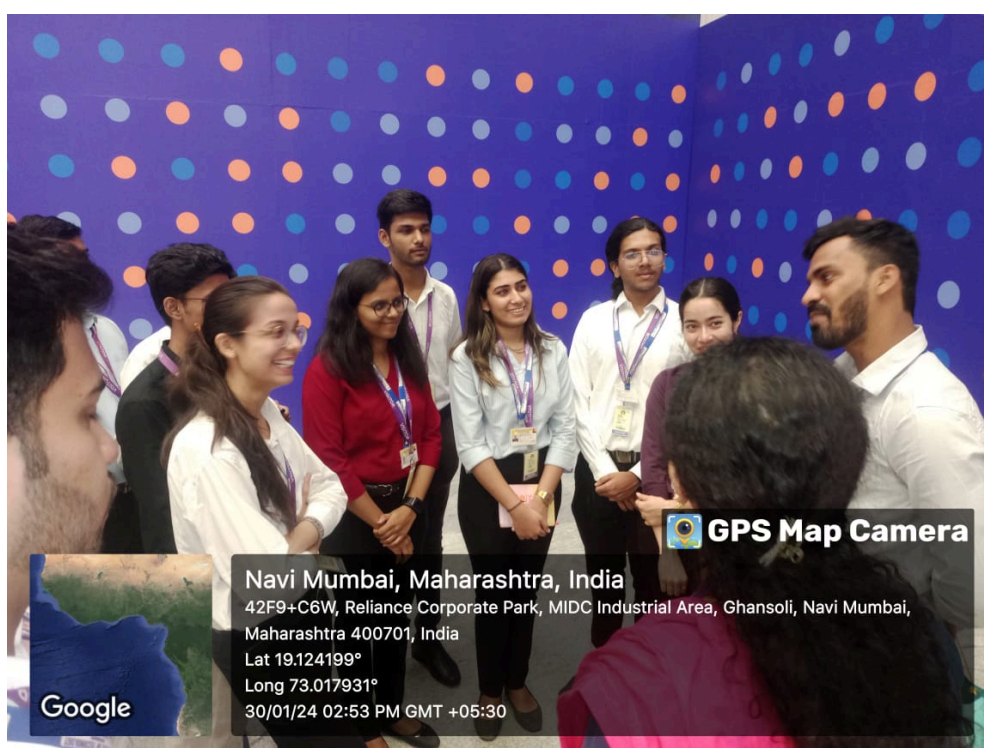 GPS Map Camera
Navi Mumbai, Maharashtra, India
42F9+C6W, Reliance Corporate Park, MIDC Industrial Area, Ghansoli, Navi Mumbai,
Maharashtra 400701, India
Lat 19.124199°
Long 73.017931°
30/01/24 02:53 PM GMT +05:30
Google